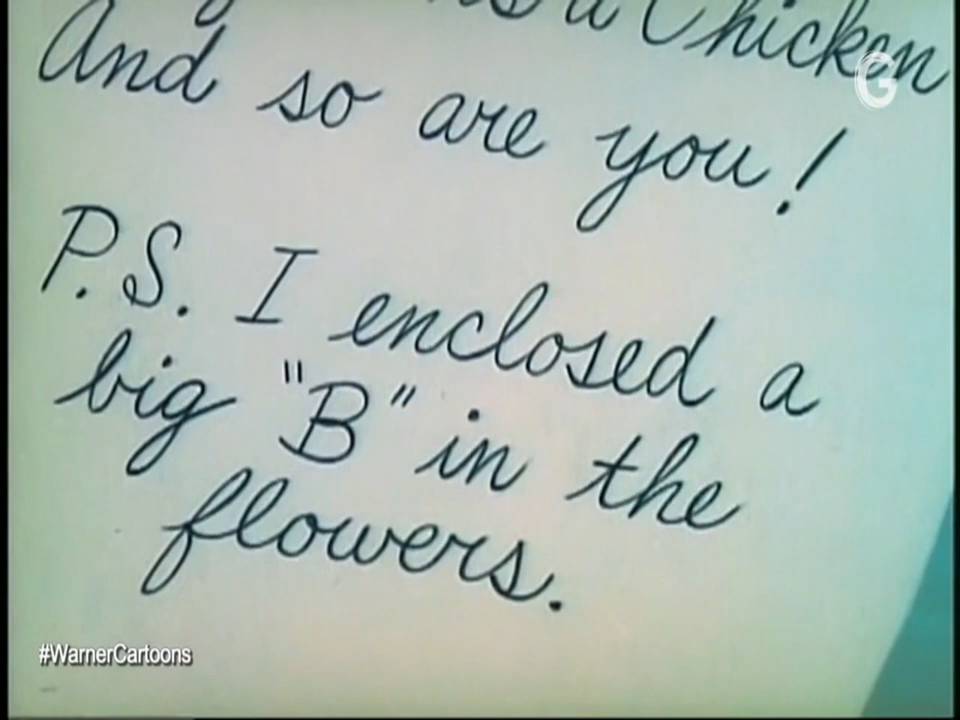 a Chicken
And so are you!
P.S. I enclosed a
big "B" in the
flowers.
G
#WarnerCartoons